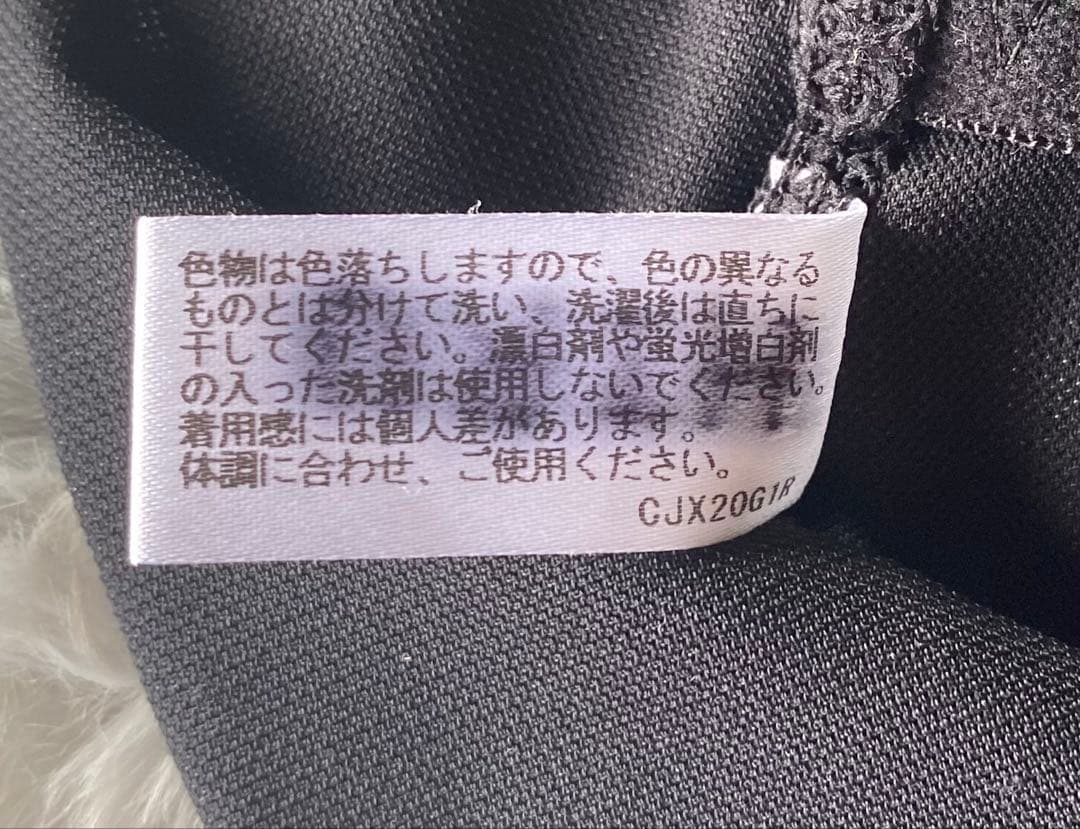 色物は色落ちしますので、色の異なる
ものとは分けて洗い、洗濯後は直ちに
干してください。漂白剤や蛍光増白剤
の入った洗剤は使用しないでください。
着用感には個人差があります。
体調に合わせ、ご使用ください。
CJX20G1R